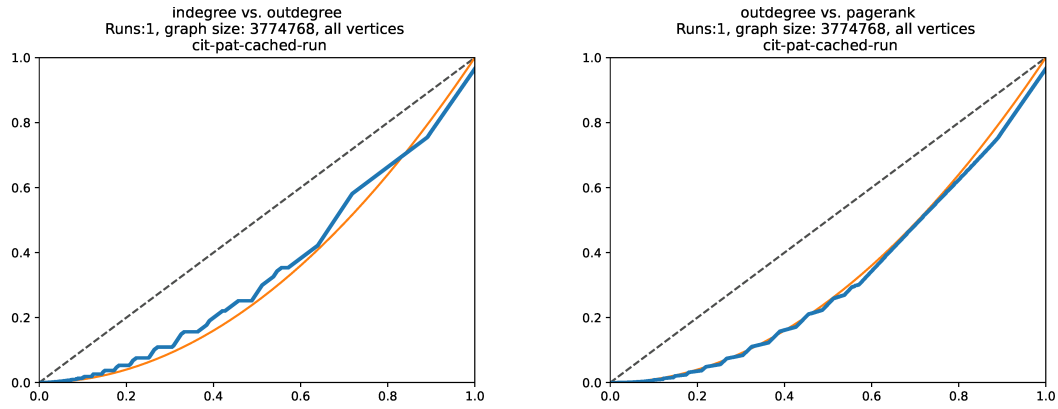 indegree vs. outdegree
Runs:1, graph size: 3774768, all vertices
cit-pat-cached-run
1.0
0.8
0.6
0.4
0.2
0.0
0.0 0.2 0.4 0.6 0.8 1.0
outdegree vs. pagerank
Runs:1, graph size: 3774768, all vertices
cit-pat-cached-run
1.0
0.8
0.6
0.4
0.2
0.0
0.0 0.2 0.4 0.6 0.8 1.0